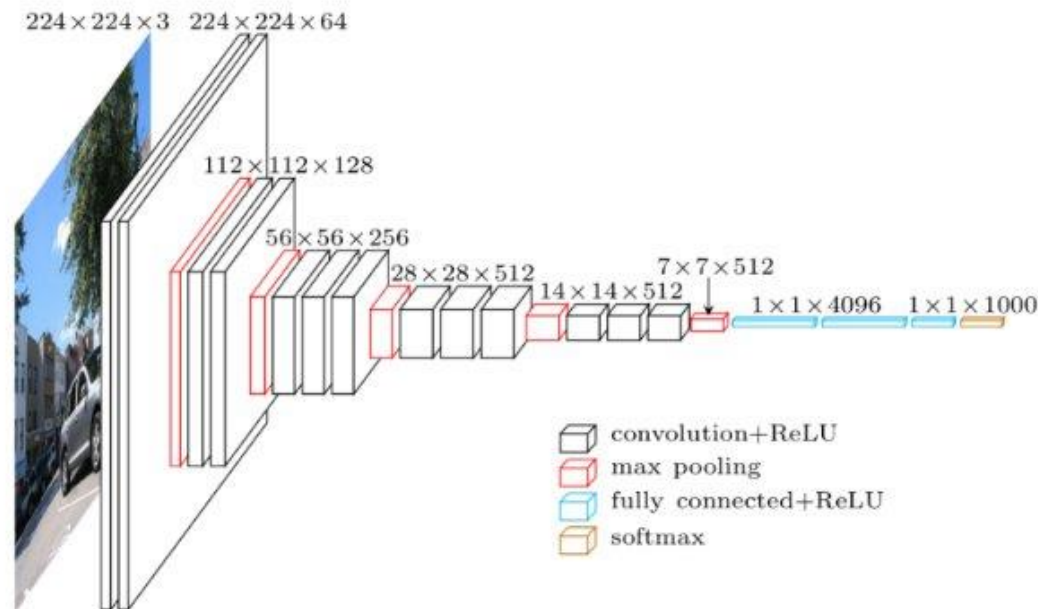 224×224×3 224×224×64
112×112×128
56×56×256
28×28×512
14×14×512
7×7×512
1×1×4096 1×1×1000
convolution+ReLU
max pooling
fully connected+ReLU
softmax